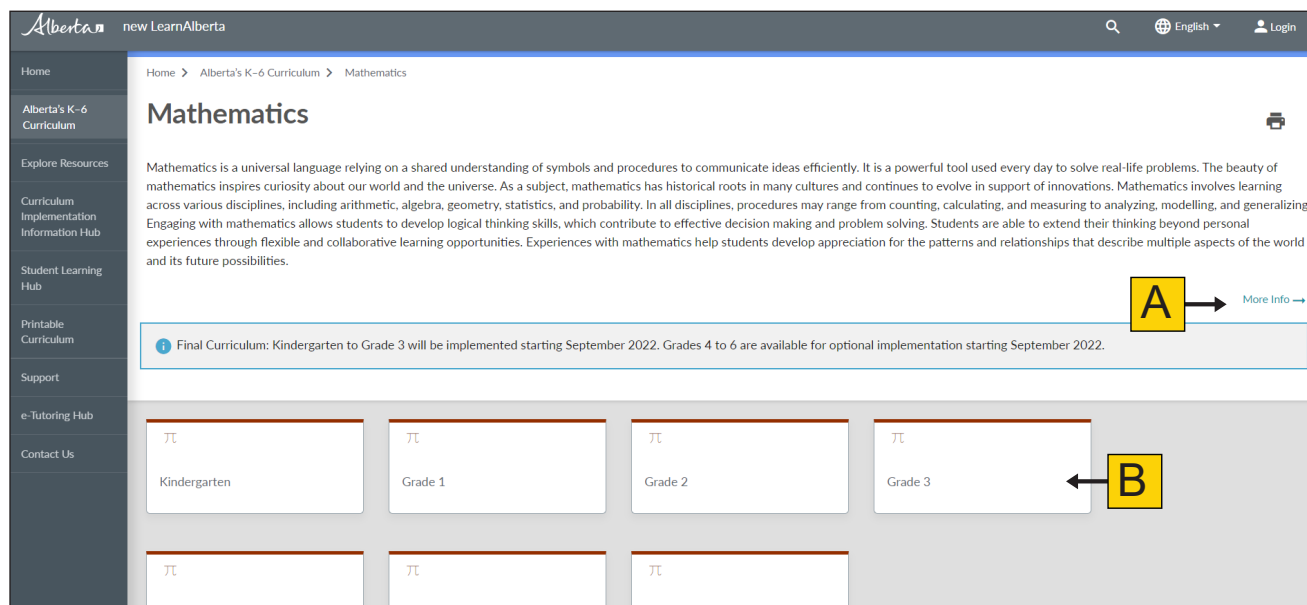 Alberta new LearnAlberta English Login
Home
Alberta's K–6
Curriculum
Explore Resources
Curriculum
Implementation
Information Hub
Student Learning
Hub
Printable
Curriculum
Support
e-Tutoring Hub
Contact Us
Home > Alberta's K–6 Curriculum > Mathematics
Mathematics
Mathematics is a universal language relying on a shared understanding of symbols and procedures to communicate ideas efficiently. It is a powerful tool used every day to solve real-life problems. The beauty of
mathematics inspires curiosity about our world and the universe. As a subject, mathematics has historical roots in many cultures and continues to evolve in support of innovations. Mathematics involves learning
across various disciplines, including arithmetic, algebra, geometry, statistics, and probability. In all disciplines, procedures may range from counting, calculating, and measuring to analyzing, modelling, and generalizing
Engaging with mathematics allows students to develop logical thinking skills, which contribute to effective decision making and problem solving. Students are able to extend their thinking beyond personal
experiences through flexible and collaborative learning opportunities. Experiences with mathematics help students develop appreciation for the patterns and relationships that describe multiple aspects of the world
and its future possibilities.
A More Info →
Final Curriculum: Kindergarten to Grade 3 will be implemented starting September 2022. Grades 4 to 6 are available for optional implementation starting September 2022.
π π π π
Kindergarten Grade 1 Grade 2 Grade 3 B
π π π